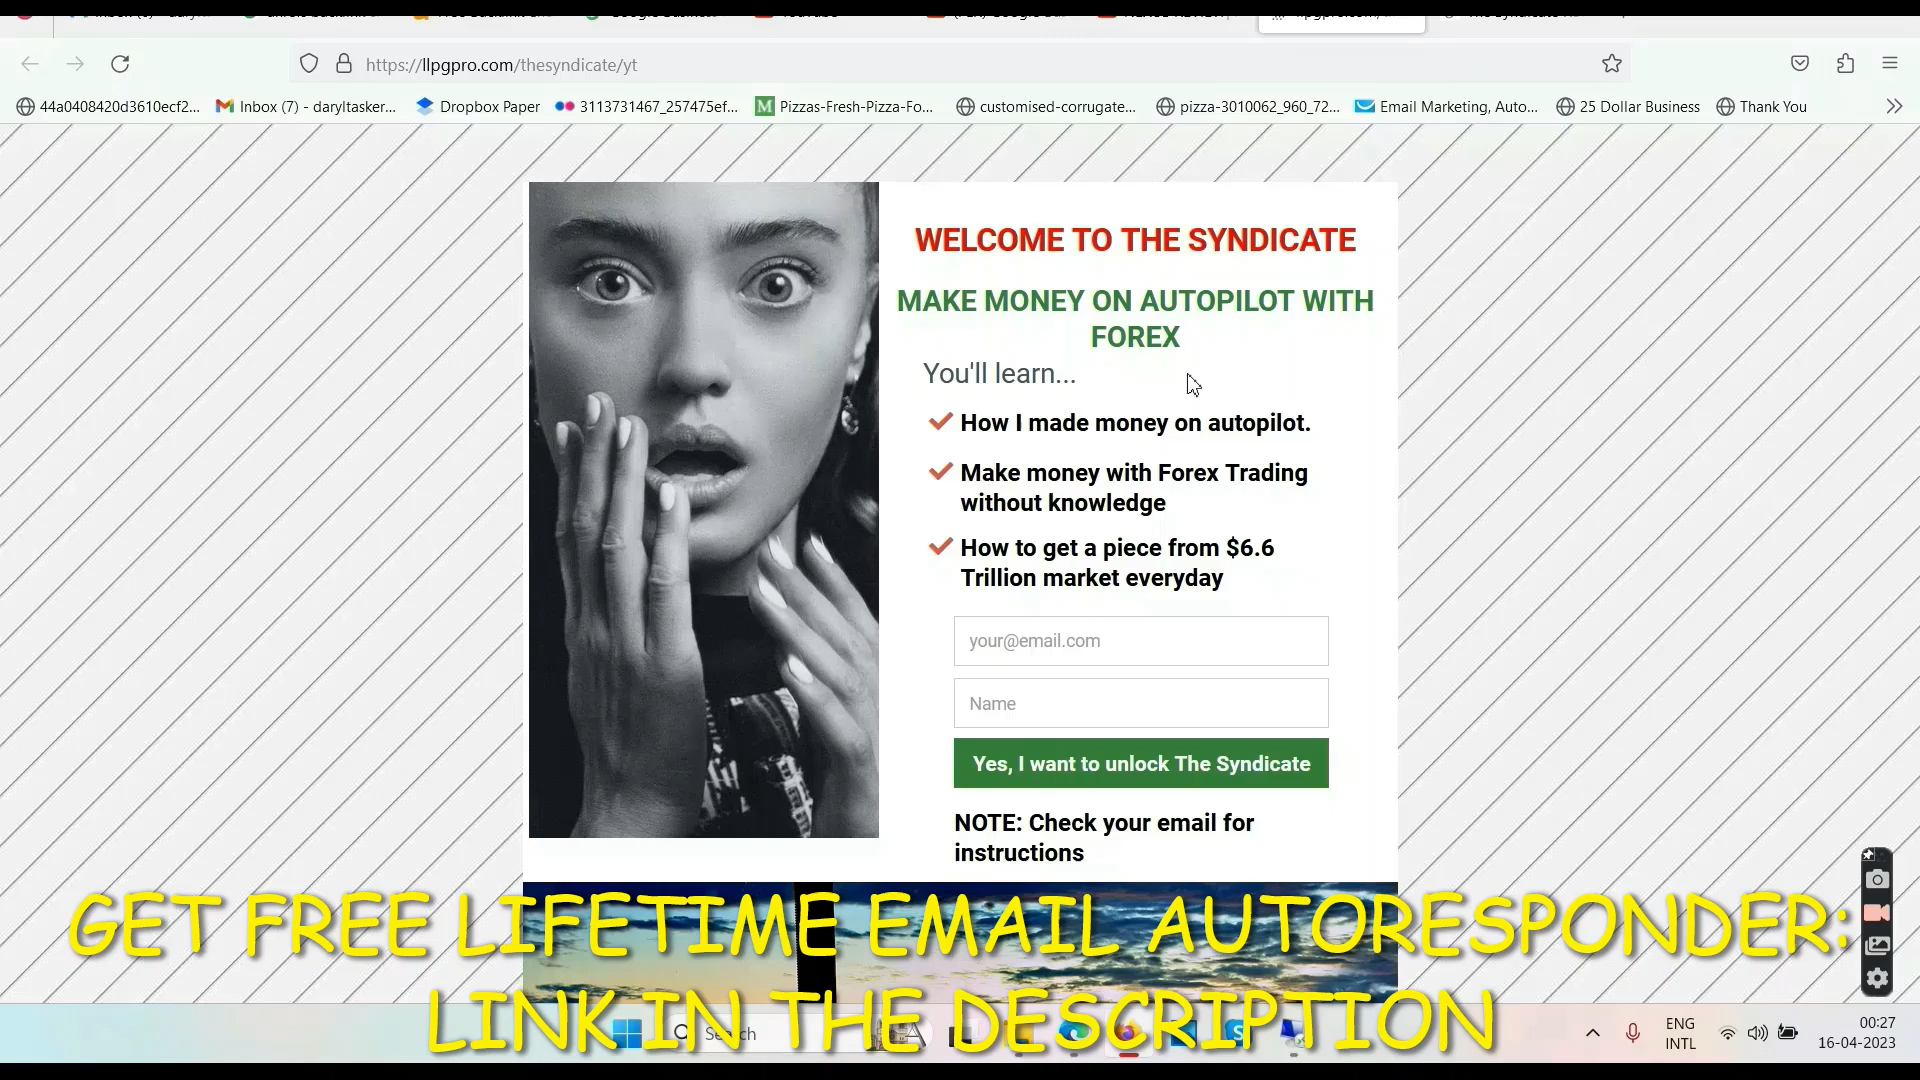 https://llpgpro.com/thesyndicate/yt
44a0408420d3610ecf2... Inbox (7) - daryltasker... Dropbox Paper 3113731467_257475ef... Pizzas-Fresh-Pizza-Fo... customised-corrugate... pizza-3010062_960_72... Email Marketing, Auto... 25 Dollar Business Thank You
WELCOME TO THE SYNDICATE
MAKE MONEY ON AUTOPILOT WITH
FOREX
You'll learn...
How I made money on autopilot.
Make money with Forex Trading
without knowledge
How to get a piece from $6.6
Trillion market everyday
your@email.com
Name
Yes, I want to unlock The Syndicate
NOTE: Check your email for
instructions
GET FREE LIFETIME EMAIL AUTORESPONDER:
LINK IN THE DESCRIPTION
Search
ENG
INTL
00:27
16-04-2023